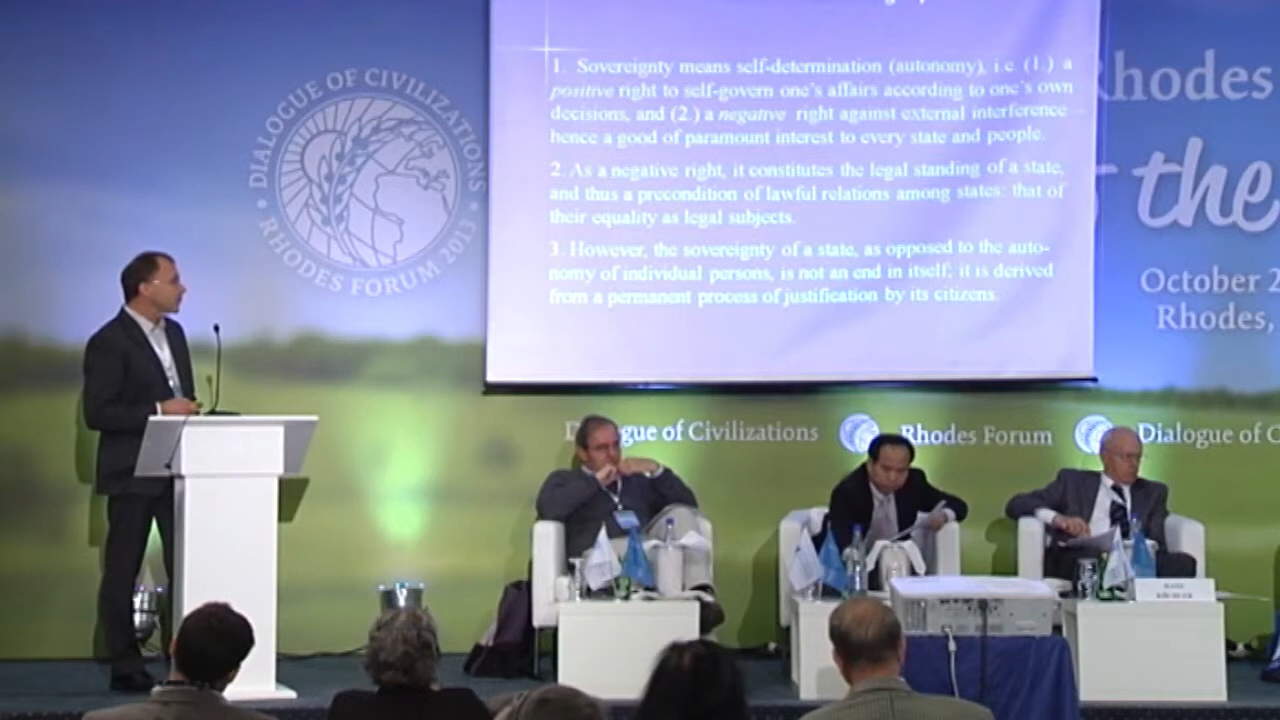 DIALOGUE OF CIVILIZATIONS
• RHODES FORUM 2013 •
1. Sovereignty means self-determination (autonomy), i.e. (1.) a
positive right to self-govern one's affairs according to one's own
decisions, and (2.) a negative right against external interference
hence a good of paramount interest to every state and people.
2. As a negative right, it constitutes the legal standing of a state,
and thus a precondition of lawful relations among states: that of
their equality as legal subjects.
3. However, the sovereignty of a state, as opposed to the auto-
nomy of individual persons, is not an end in itself; it is derived
from a permanent process of justification by its citizens.
Rhodes
the
October 2
Rhodes,
Dialogue of Civilizations
Rhodes Forum
Dialogue of C